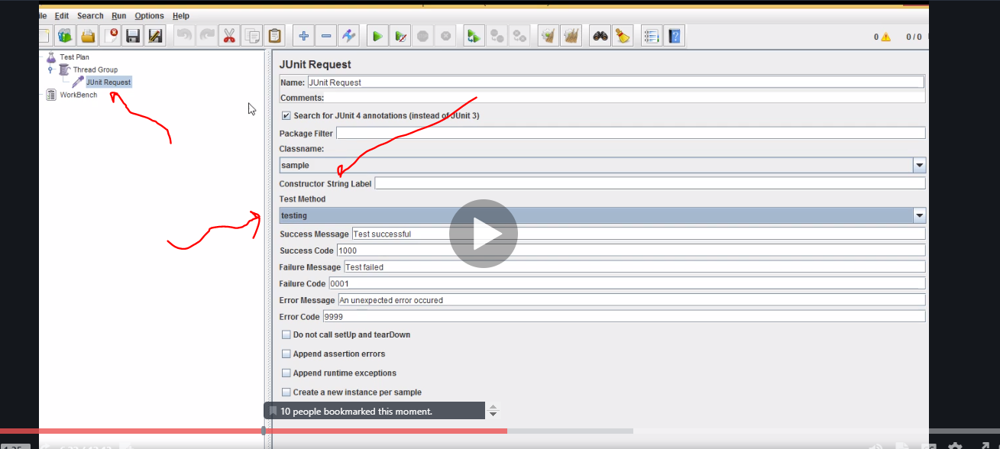 Edit Search Run Options Help
0 0 / 0
Test Plan
Thread Group
JUnit Request
WorkBench
JUnit Request
Name: JUnit Request
Comments:
Search for JUnit 4 annotations (instead of JUnit 3)
Package Filter
Classname:
sample
Constructor String Label
Test Method
testing
Success Message Test successful
Success Code 1000
Failure Message Test failed
Failure Code 0001
Error Message An unexpected error occured
Error Code 9999
Do not call setUp and tearDown
Append assertion errors
Append runtime exceptions
Create a new instance per sample
10 people bookmarked this moment.